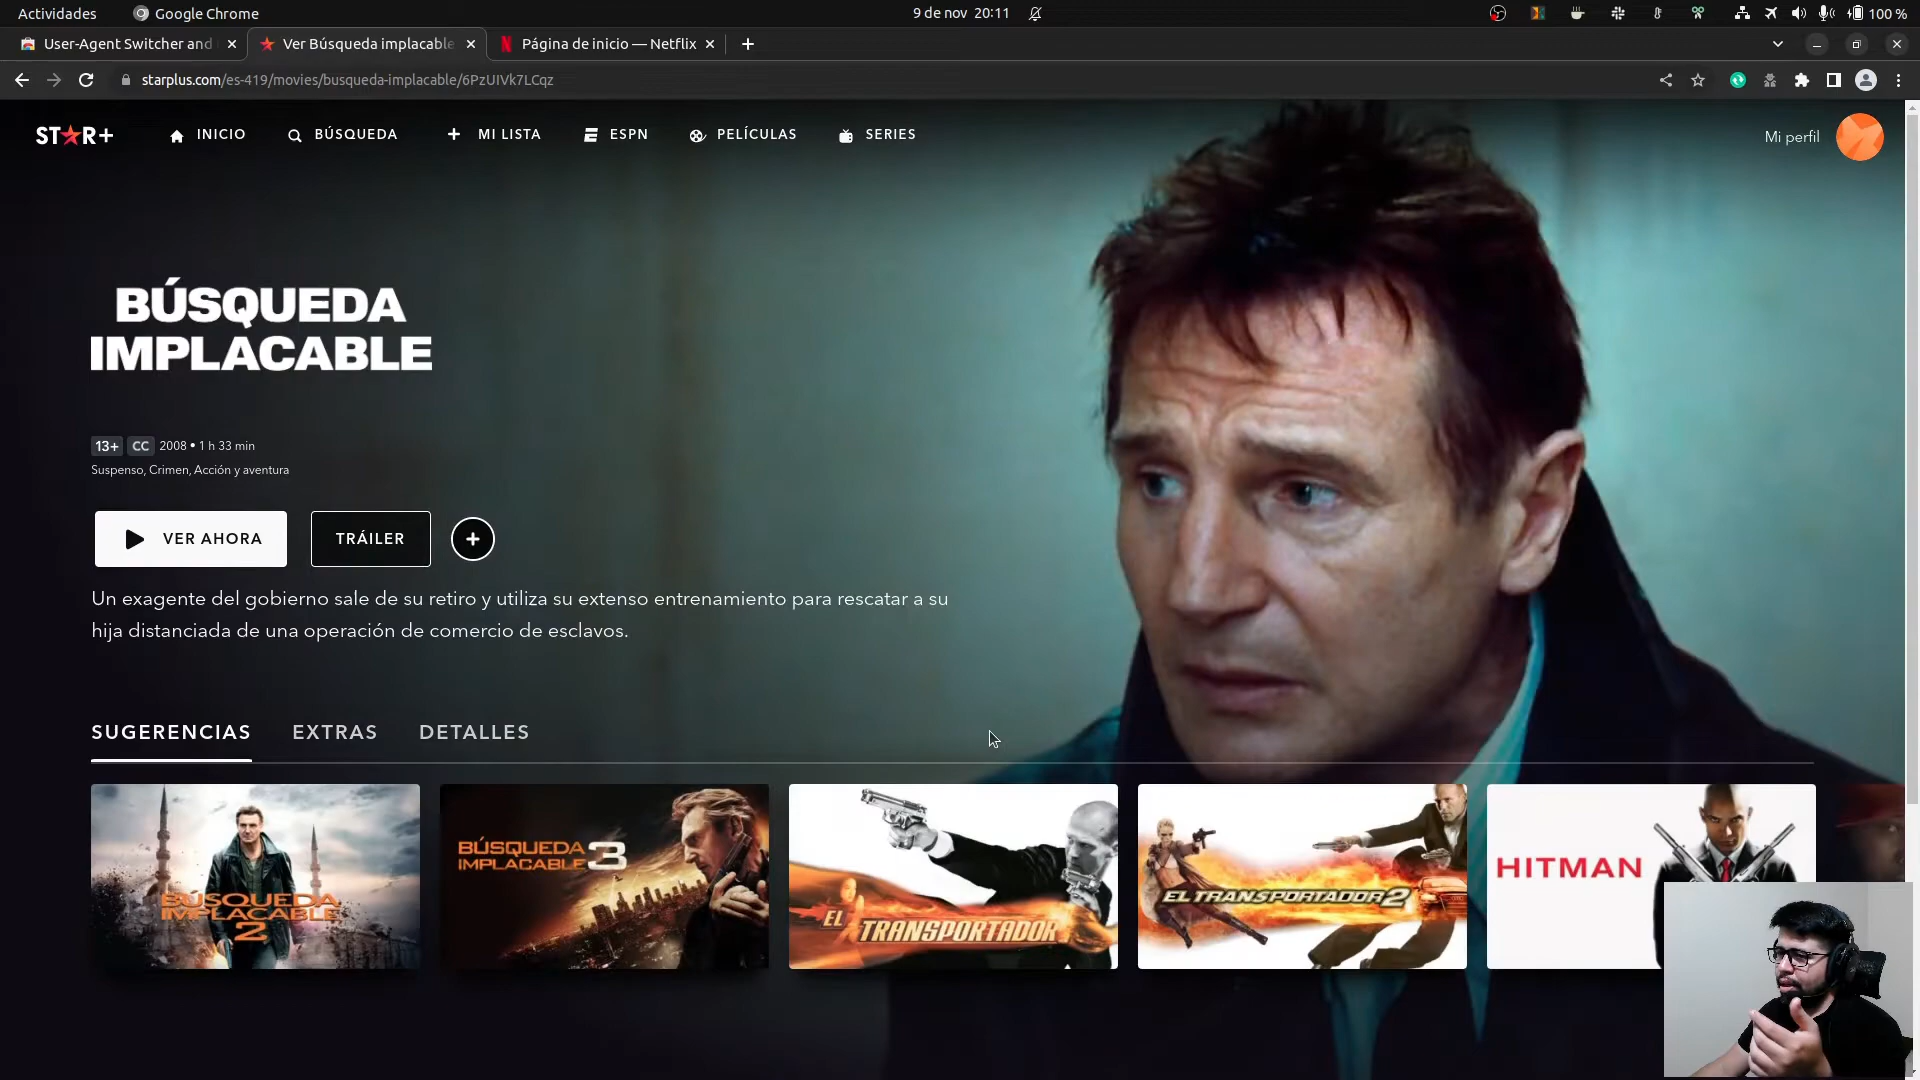 Actividades
Google Chrome
9 de nov 20:11
100 %
User-Agent Switcher and
Ver Búsqueda implacable
Página de inicio — Netflix
starplus.com/es-419/movies/busqueda-implacable/6PzUIVk7LCqz
ST★R+
INICIO
BÚSQUEDA
MI LISTA
ESPN
PELÍCULAS
SERIES
Mi perfil
BÚSQUEDA
IMPLACABLE
13+ CC 2008 • 1 h 33 min
Suspenso, Crimen, Acción y aventura
VER AHORA
TRÁILER
Un exagente del gobierno sale de su retiro y utiliza su extenso entrenamiento para rescatar a su
hija distanciada de una operación de comercio de esclavos.
SUGERENCIAS
EXTRAS
DETALLES
BÚSQUEDA
IMPLACABLE
2
BÚSQUEDA
IMPLACABLE 3
EL TRANSPORTADOR
EL TRANSPORTADOR 2
HITMAN